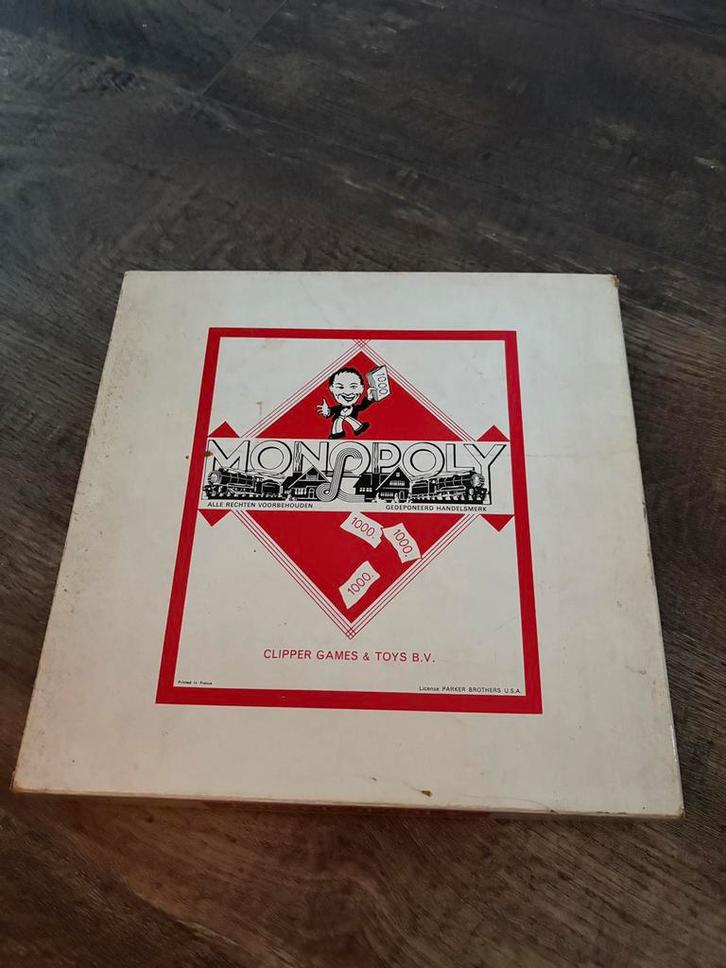 1000
MONOPOLY
ALLE RECHTEN VOORBEHOUDEN GEDEPONEERD HANDELSMERK
1000.
1000.
1000.
CLIPPER GAMES & TOYS B.V.
Printed in France
License PARKER BROTHERS U.S.A